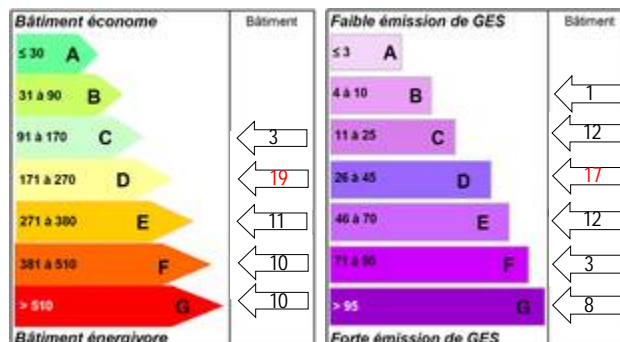 Bâtiment économe Bâtiment
≤ 30 A
31 à 90 B
91 à 170 C 3
171 à 270 D 19
271 à 380 E 11
381 à 510 F 10
> 510 G 10
Bâtiment énergivore
Faible émission de GES Bâtiment
≤ 3 A
4 à 10 B 1
11 à 25 C 12
26 à 45 D 17
46 à 70 E 12
71 à 95 F 3
> 95 G 8
Forte émission de GES